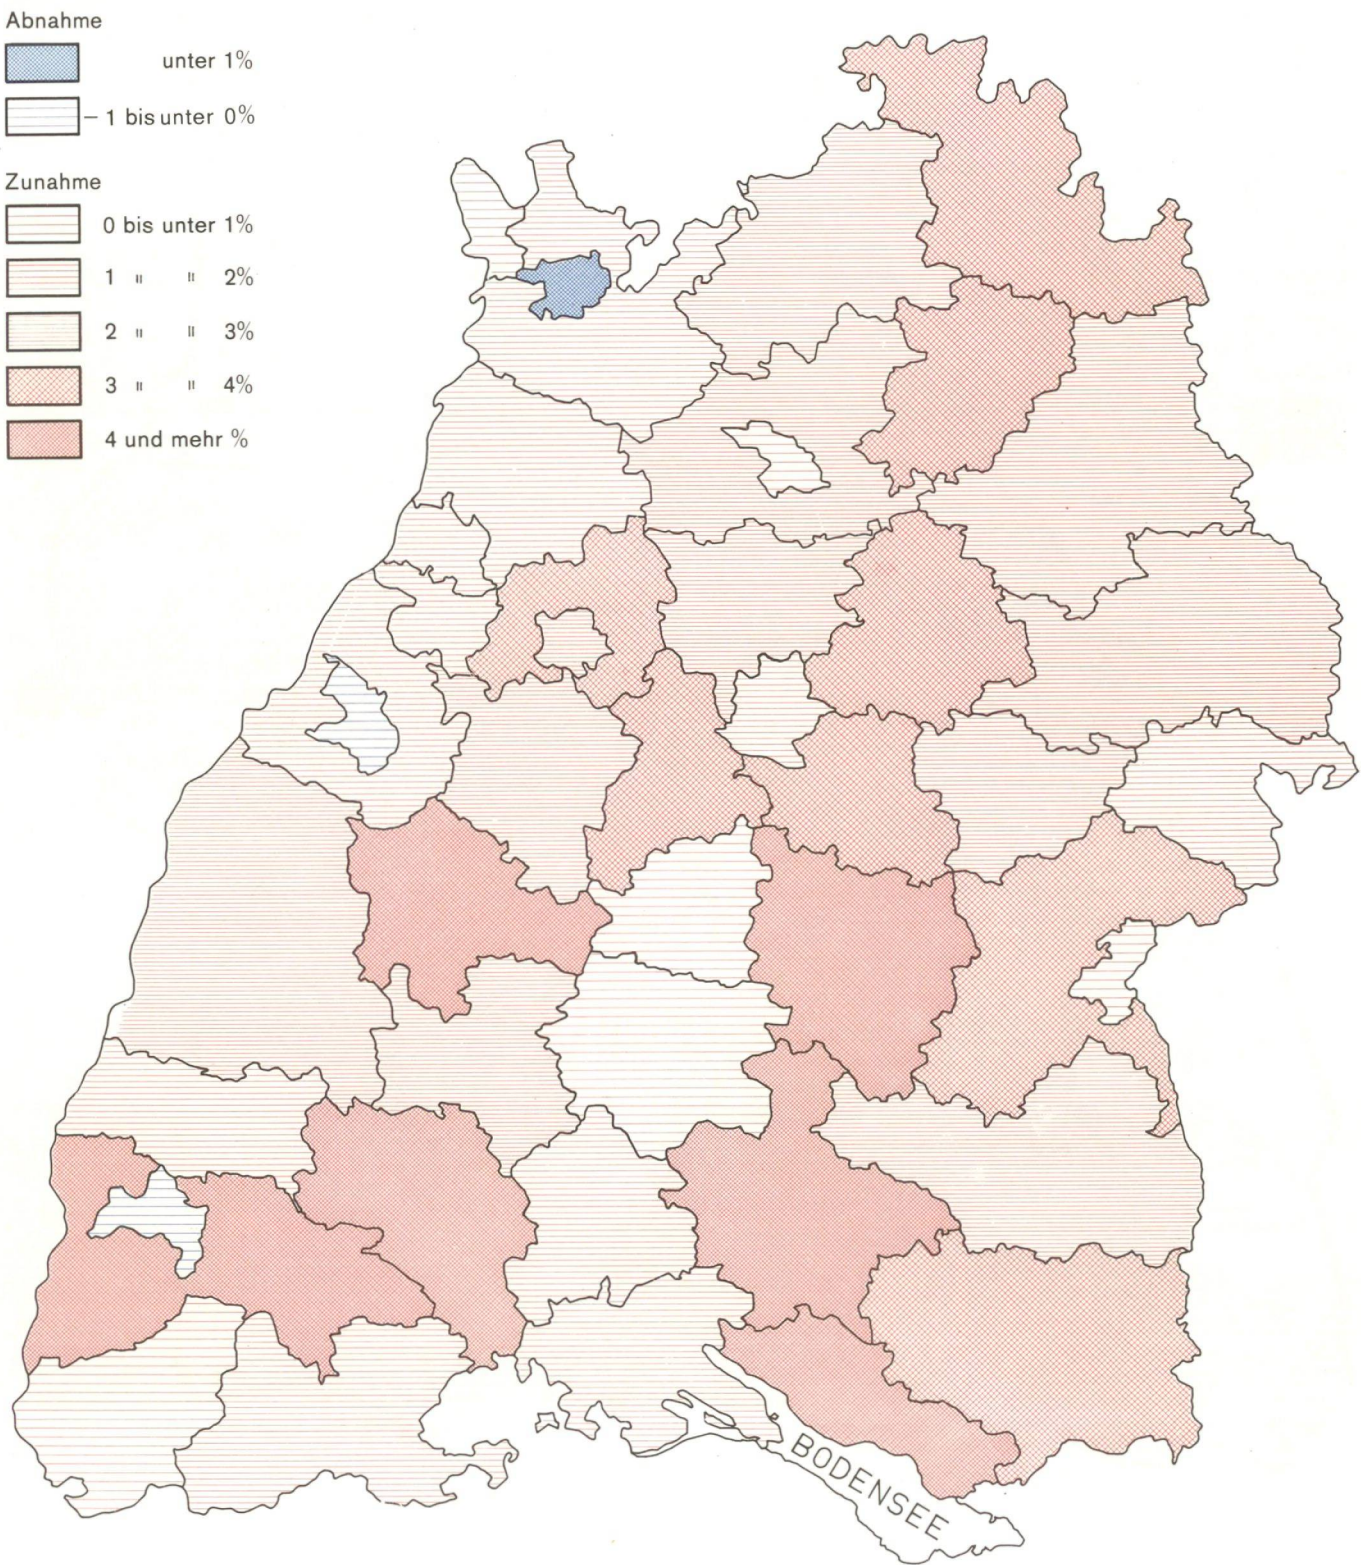 Abnahme
unter 1%
– 1 bis unter 0%
Zunahme
0 bis unter 1%
1 " " 2%
2 " " 3%
3 " " 4%
4 und mehr %
BODENSEE